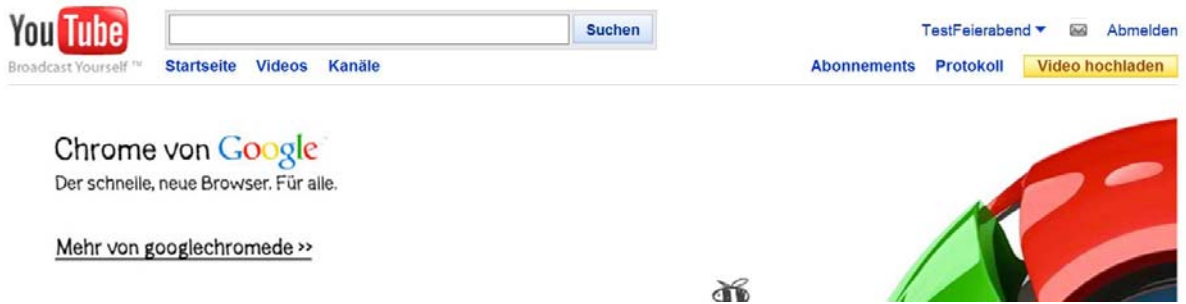 You Tube
Suchen
TestFeierabend
Abmelden
Broadcast Yourself ™
Startseite Videos Kanäle
Abonnements Protokoll Video hochladen
Chrome von Google
Der schnelle, neue Browser. Für alle.
Mehr von googlechromede >>